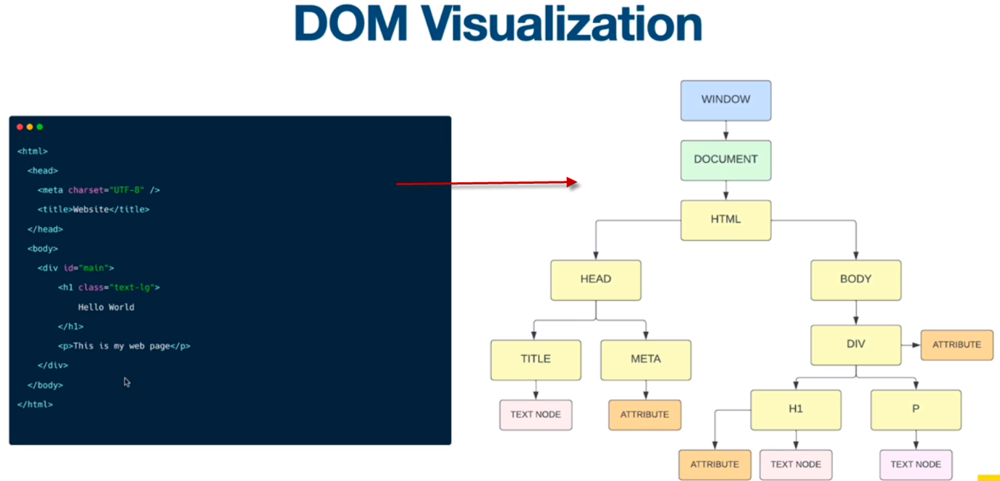 DOM Visualization
<html>
<head>
<meta charset="UTF-8" />
<title>Website</title>
</head>
<body>
<div id="main">
<h1 class="text-lg">
Hello World
</h1>
<p>This is my web page</p>
</div>
</body>
</html>
WINDOW
DOCUMENT
HTML
HEAD
BODY
TITLE
META
DIV
ATTRIBUTE
TEXT NODE
ATTRIBUTE
H1
P
ATTRIBUTE
TEXT NODE
TEXT NODE